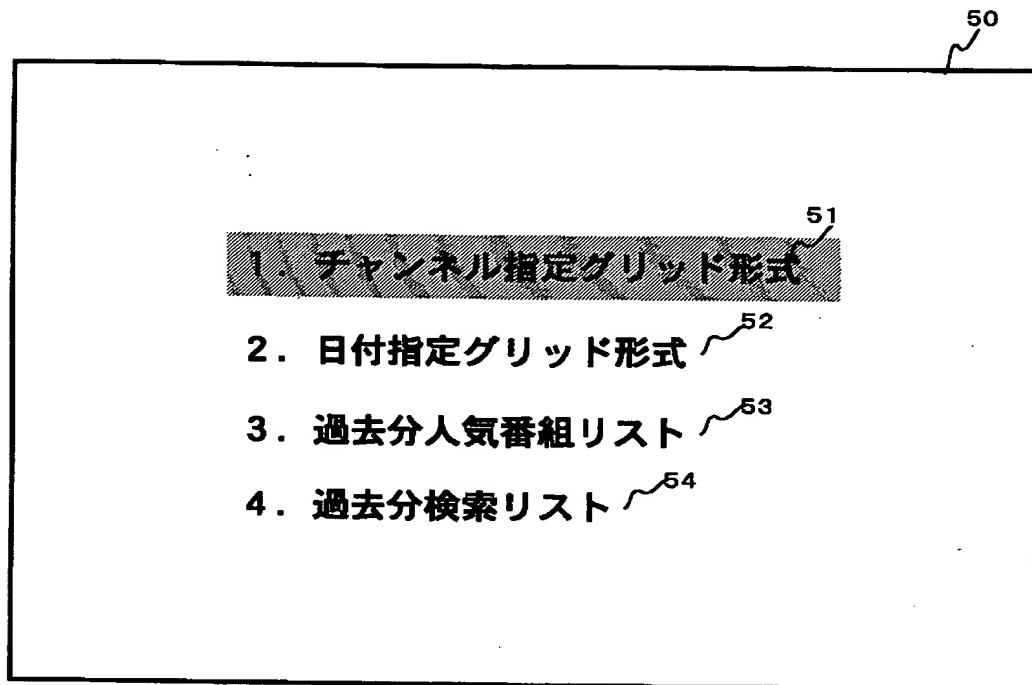 50
51
1. チャンネル指定グリッド形式
52
2. 日付指定グリッド形式
53
3. 過去分人気番組リスト
54
4. 過去分検索リスト